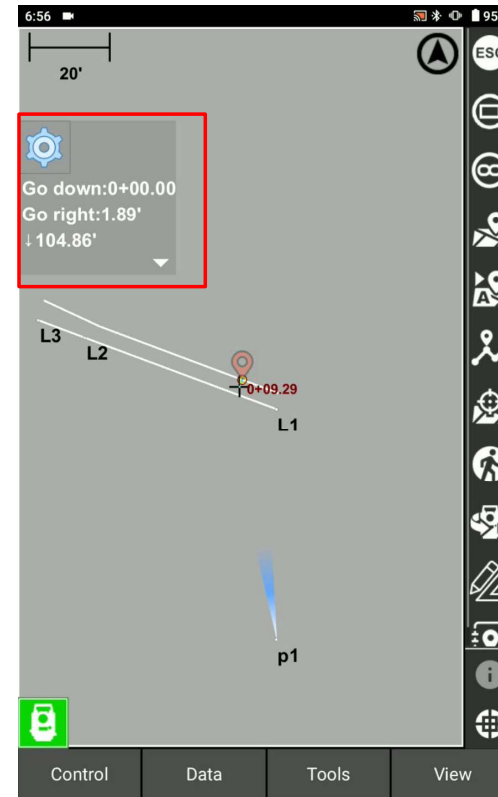 6:56
95
20'
ESC
Go down:0+00.00
Go right:1.89'
↓104.86'
A
L3
L2
0+09.29
L1
p1
Control
Data
Tools
View